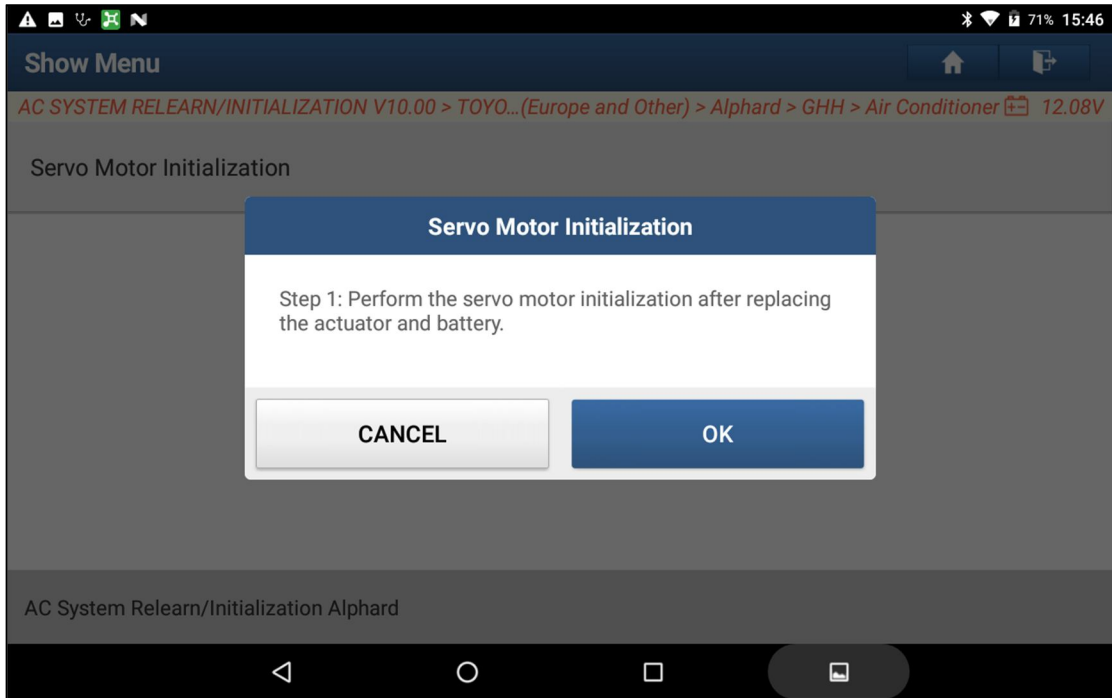 71% 15:46
Show Menu
AC SYSTEM RELEARN/INITIALIZATION V10.00 > TOYO...(Europe and Other) > Alphard > GHH > Air Conditioner 12.08V
Servo Motor Initialization
Servo Motor Initialization
Step 1: Perform the servo motor initialization after replacing
the actuator and battery.
CANCEL OK
AC System Relearn/Initialization Alphard